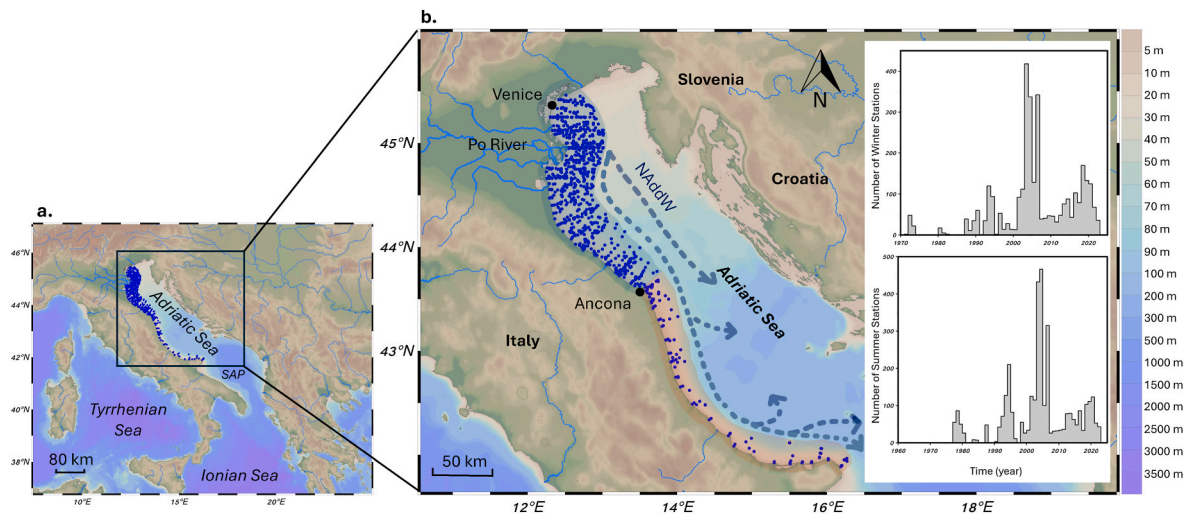 a.
46°N
44°N
42°N
40°N
38°N
10°E
15°E
20°E
Adriatic Sea
SAP
Tyrrhenian
Sea
Ionian Sea
80 km
b.
45°N
44°N
43°N
12°E
14°E
16°E
Venice
Po River
Slovenia
Croatia
N
NAddW
Adriatic Sea
Ancona
Italy
50 km
Number of Winter Stations
400
300
200
100
0
1970
1980
1990
2000
2010
2020
Number of Summer Stations
500
400
300
200
100
0
1960
1970
1980
1990
2000
2010
2020
Time (year)
5 m
10 m
20 m
30 m
40 m
50 m
60 m
70 m
80 m
90 m
100 m
200 m
300 m
500 m
1000 m
1500 m
2000 m
2500 m
3000 m
3500 m